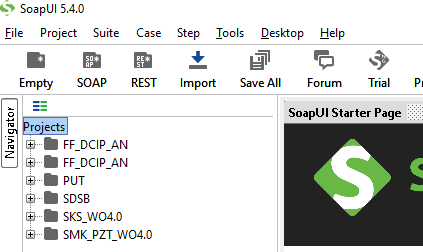 SoapUI 5.4.0
File Project Suite Case Step Tools Desktop Help
Empty SOAP REST Import Save All Forum Trial
Navigator
Projects
FF_DCIP_AN
FF_DCIP_AN
PUT
SDSB
SKS_WO4.0
SMK_PZT_WO4.0
SoapUI Starter Page